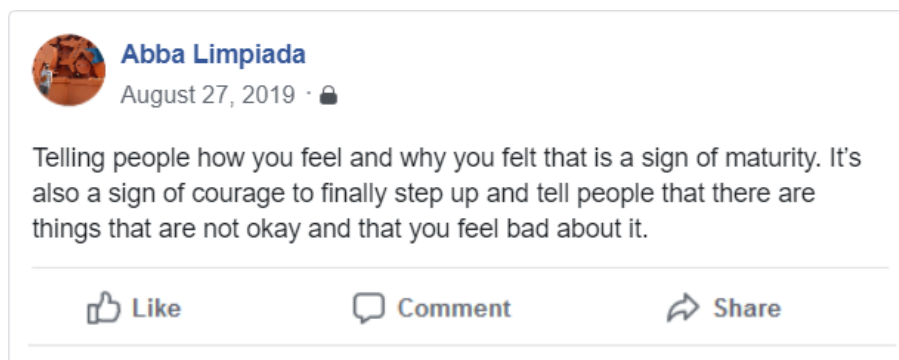 Abba Limpiada
August 27, 2019 ·
Telling people how you feel and why you felt that is a sign of maturity. It's
also a sign of courage to finally step up and tell people that there are
things that are not okay and that you feel bad about it.
Like Comment Share